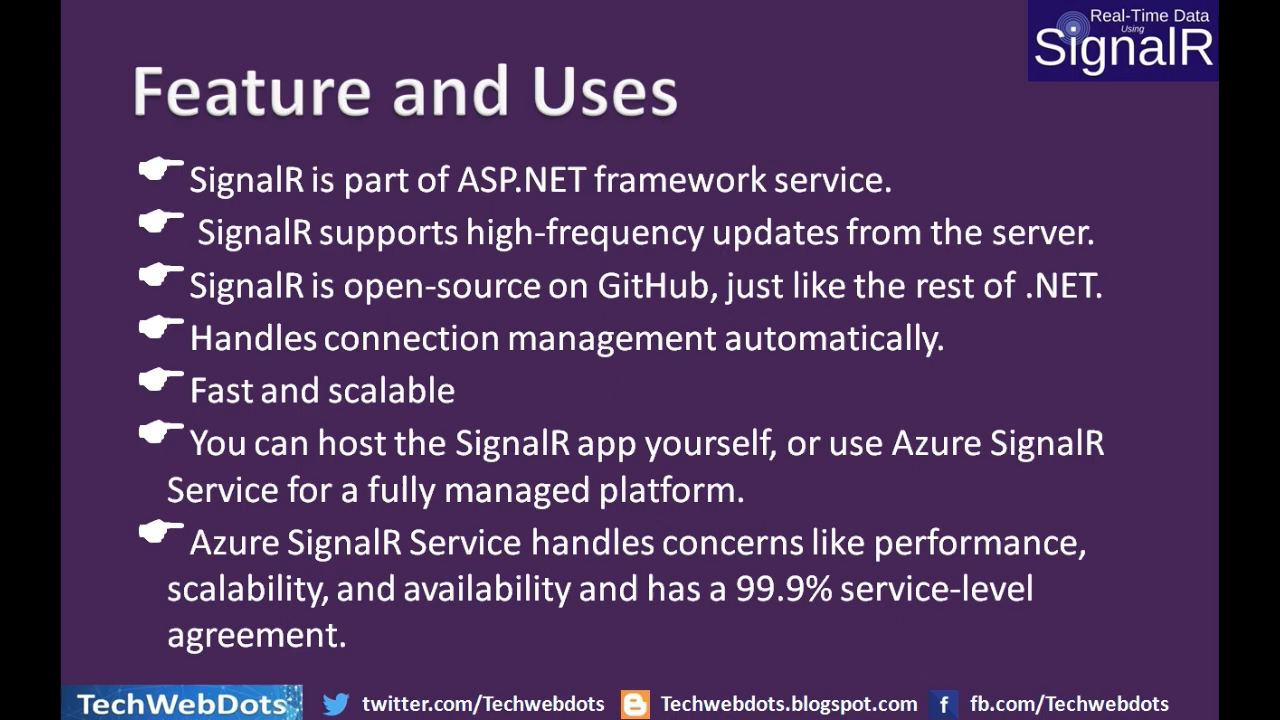 Real-Time Data
Using
SignalR
Feature and Uses
SignalR is part of ASP.NET framework service.
SignalR supports high-frequency updates from the server.
SignalR is open-source on GitHub, just like the rest of .NET.
Handles connection management automatically.
Fast and scalable
You can host the SignalR app yourself, or use Azure SignalR
Service for a fully managed platform.
Azure SignalR Service handles concerns like performance,
scalability, and availability and has a 99.9% service-level
agreement.
TechWebDots twitter.com/Techwebdots Techwebdots.blogspot.com fb.com/Techwebdots